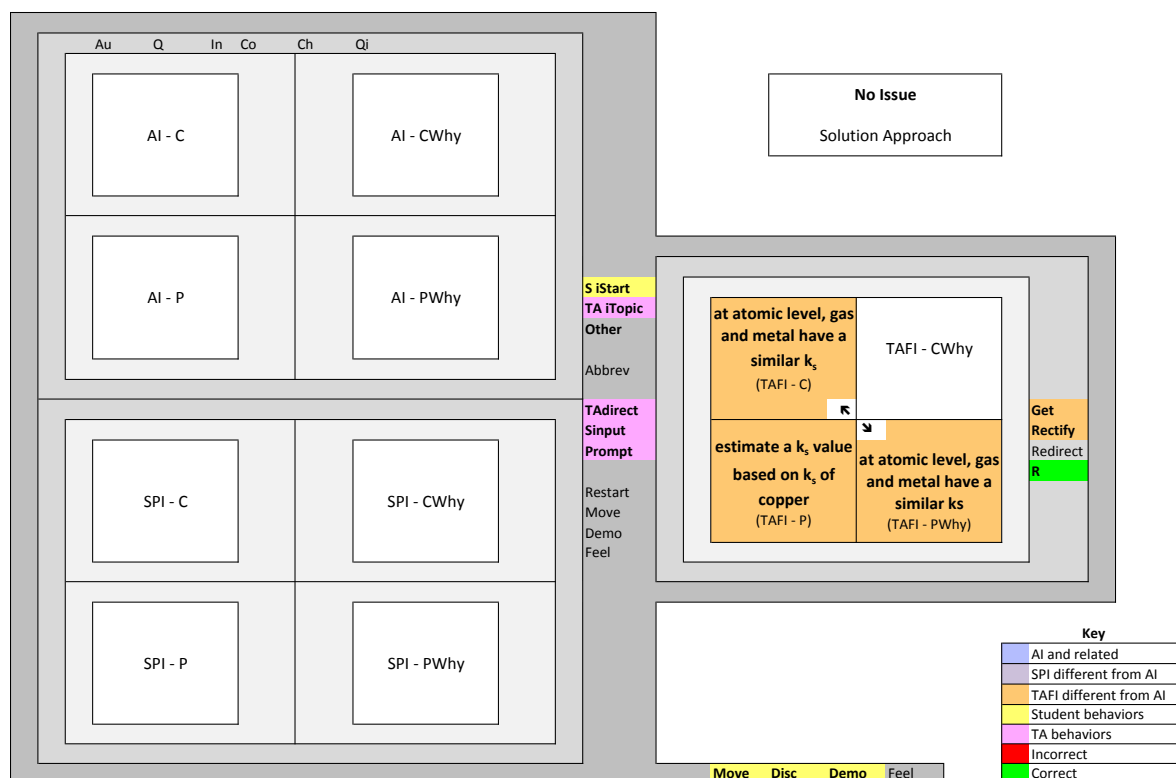 Au Q In Co Ch Qi
AI - C
AI - CWhy
AI - P
AI - PWhy
SPI - C
SPI - CWhy
SPI - P
SPI - PWhy
No Issue
Solution Approach
S iStart
TA iTopic
Other
Abbrev
TAdirect
Sinput
Prompt
Restart
Move
Demo
Feel
at atomic level, gas
and metal have a
similar ks
(TAFI - C)
TAFI - CWhy
estimate a ks value
based on ks of
copper
(TAFI - P)
at atomic level, gas
and metal have a
similar ks
(TAFI - PWhy)
Get
Rectify
Redirect
R
Key
AI and related
SPI different from AI
TAFI different from AI
Student behaviors
TA behaviors
Incorrect
Correct
Move Disc Demo Feel